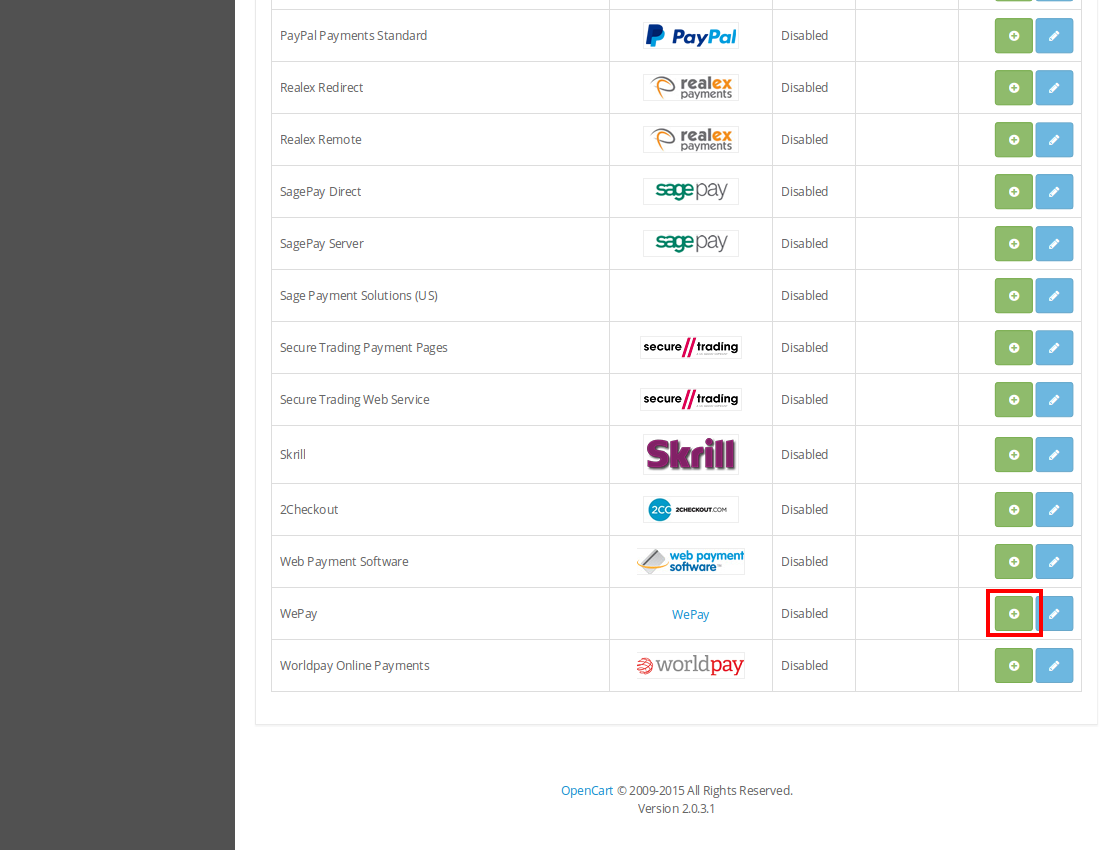 PayPal Payments Standard PayPal Disabled
Realex Redirect realex payments Disabled
Realex Remote realex payments Disabled
SagePay Direct sage pay Disabled
SagePay Server sage pay Disabled
Sage Payment Solutions (US) Disabled
Secure Trading Payment Pages secure trading Disabled
Secure Trading Web Service secure trading Disabled
Skrill Skrill Disabled
2Checkout 2CO 2CHECKOUT.COM Disabled
Web Payment Software web payment software™ Disabled
WePay WePay Disabled
Worldpay Online Payments worldpay Disabled
OpenCart © 2009-2015 All Rights Reserved.
Version 2.0.3.1